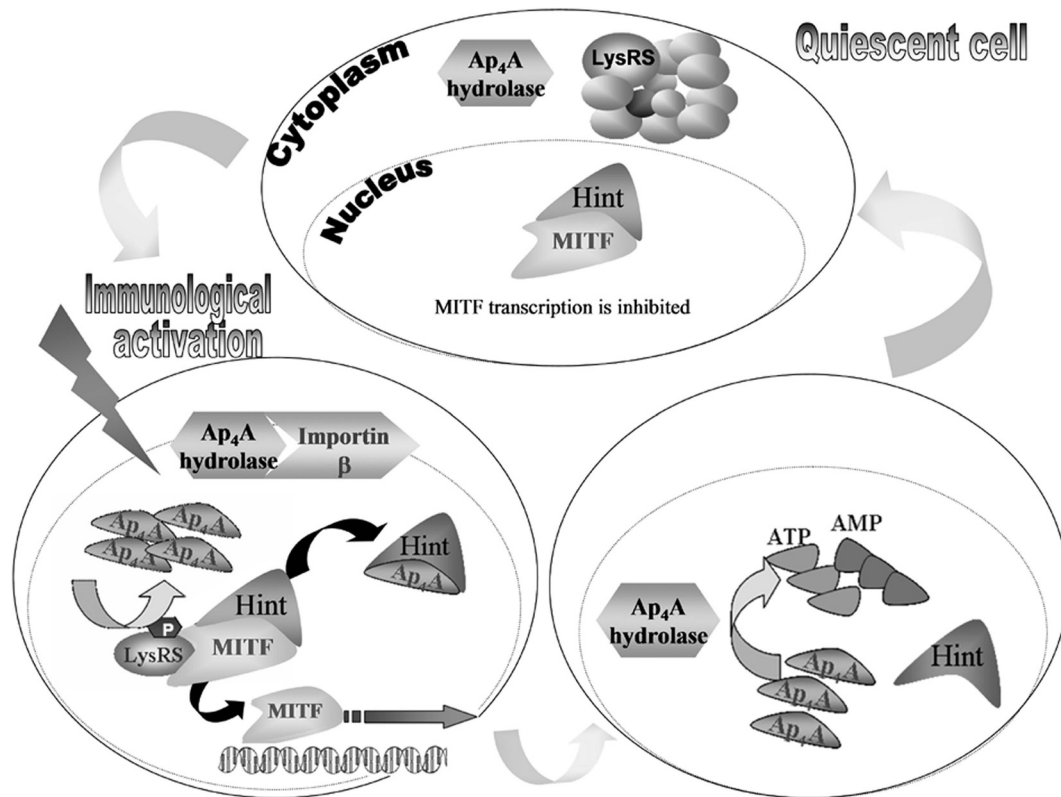 Quiescent cell
Cytoplasm
Ap₄A
hydrolase
LysRS
Nucleus
Hint
MITF
MITF transcription is inhibited
Immunological
activation
Ap₄A
hydrolase
Importin
β
Ap₄A
Ap₄A
Ap₄A
Ap₄A
Hint
Ap₄A
Hint
P
LysRS
MITF
MITF
ATP
AMP
Ap₄A
hydrolase
Ap₄A
Ap₄A
Ap₄A
Hint